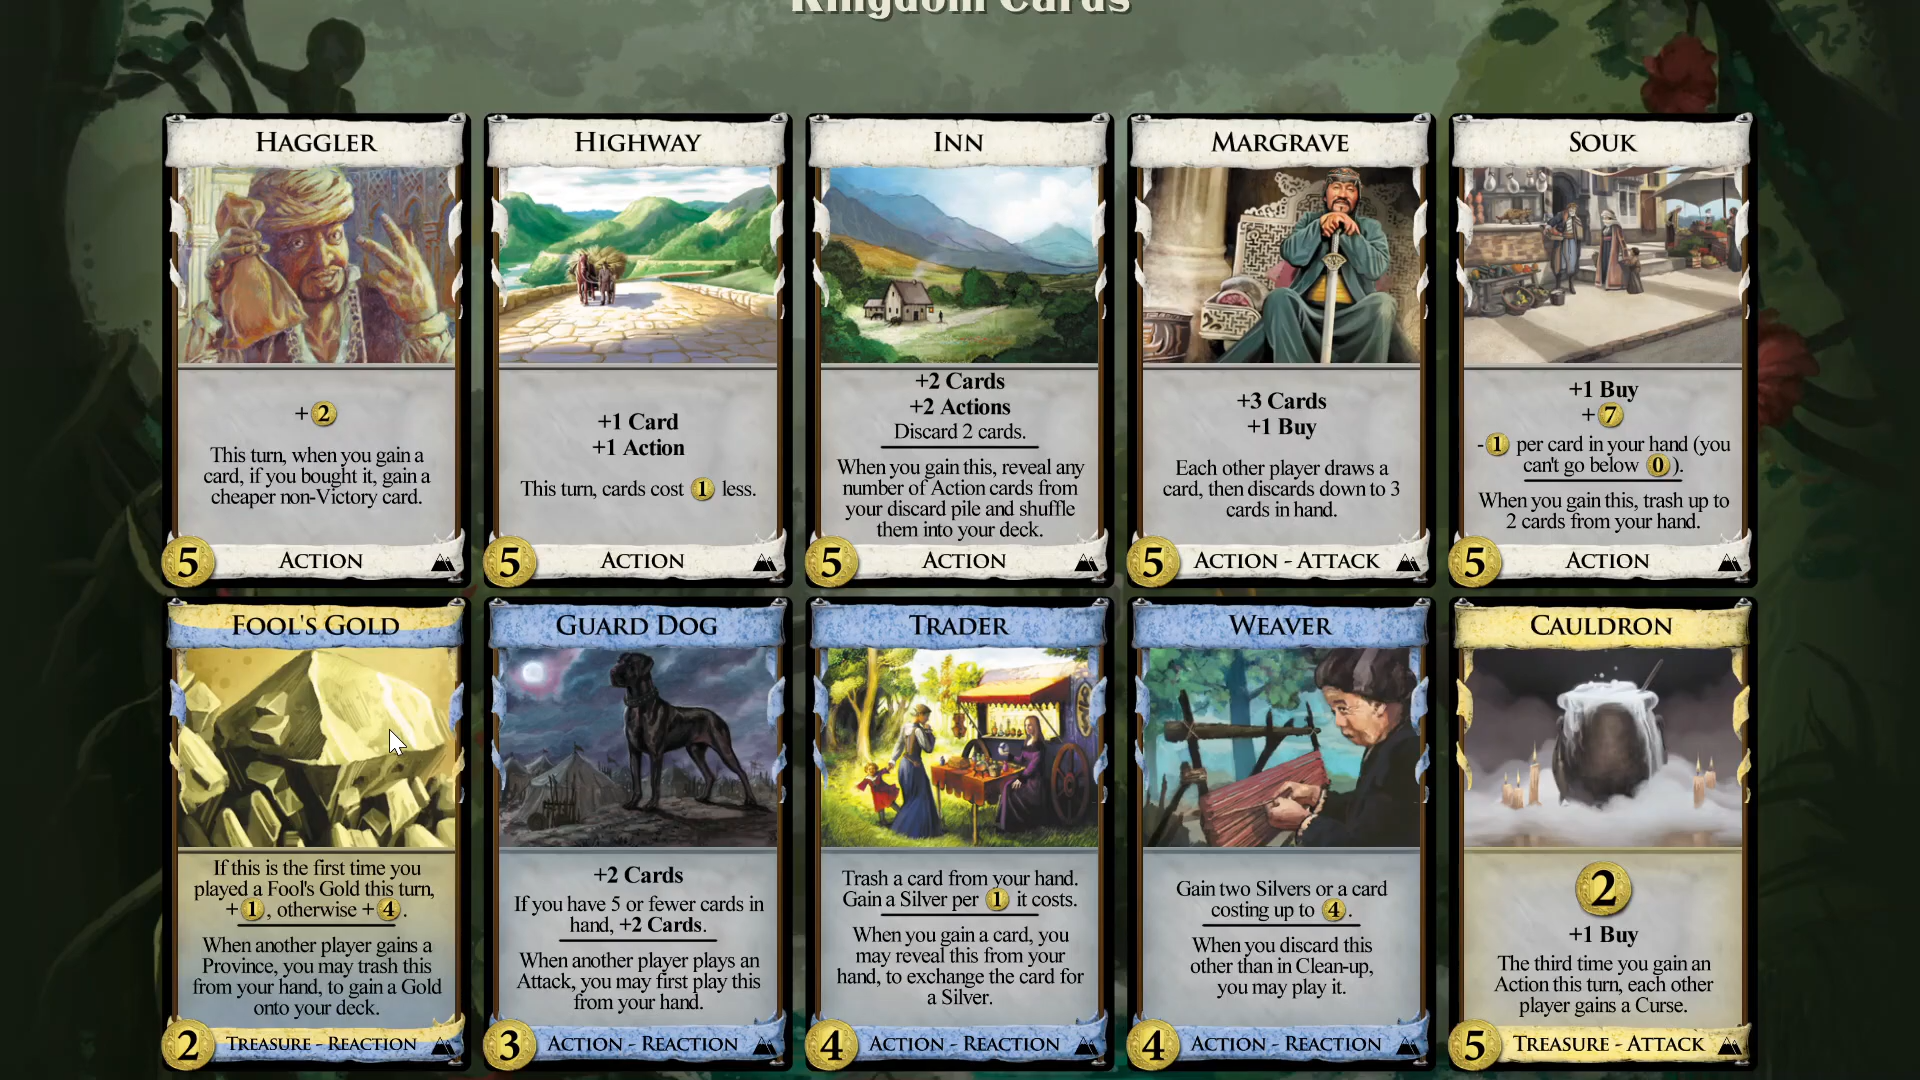 Kingdom Cards
HAGGLER
+ 2
This turn, when you gain a
card, if you bought it, gain a
cheaper non-Victory card.
5 ACTION
HIGHWAY
+1 Card
+1 Action
This turn, cards cost 1 less.
5 ACTION
INN
+2 Cards
+2 Actions
Discard 2 cards.
When you gain this, reveal any
number of Action cards from
your discard pile and shuffle
them into your deck.
5 ACTION
MARGRAVE
+3 Cards
+1 Buy
Each other player draws a
card, then discards down to 3
cards in hand.
5 ACTION - ATTACK
SOUK
+1 Buy
+ 7
- 1 per card in your hand (you
can't go below 0 ).
When you gain this, trash up to
2 cards from your hand.
5 ACTION
FOOL'S GOLD
If this is the first time you
played a Fool's Gold this turn,
+ 1 , otherwise + 4 .
When another player gains a
Province, you may trash this
from your hand, to gain a Gold
onto your deck.
2 TREASURE - REACTION
GUARD DOG
+2 Cards
If you have 5 or fewer cards in
hand, +2 Cards.
When another player plays an
Attack, you may first play this
from your hand.
3 ACTION - REACTION
TRADER
Trash a card from your hand.
Gain a Silver per 1 it costs.
When you gain a card, you
may reveal this from your
hand, to exchange the card for
a Silver.
4 ACTION - REACTION
WEAVER
Gain two Silvers or a card
costing up to 4 .
When you discard this
other than in Clean-up,
you may play it.
4 ACTION - REACTION
CAULDRON
2
+1 Buy
The third time you gain an
Action this turn, each other
player gains a Curse.
5 TREASURE - ATTACK